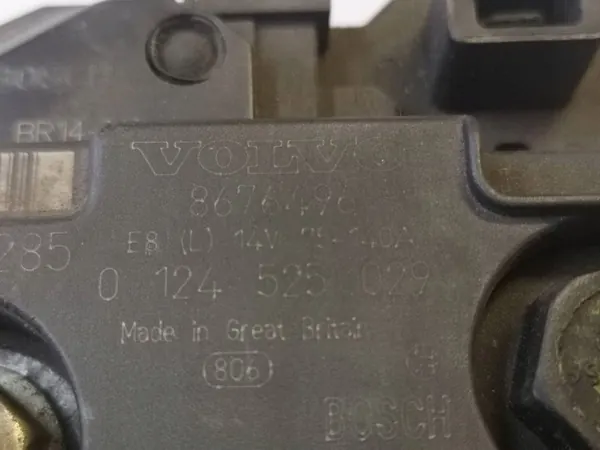 BR14
VOLVO
8676496
285
E8 (L) 14V 75-140A
0 124 525 029
Made in Great Britain
806
BOSCH